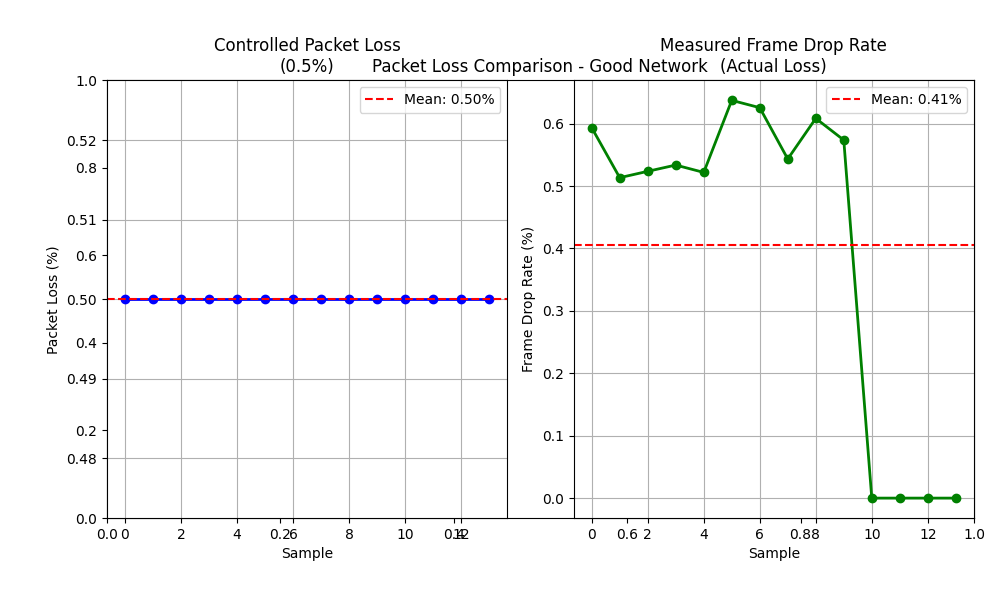 Controlled Packet Loss
(0.5%)
Packet Loss Comparison - Good Network
Measured Frame Drop Rate
(Actual Loss)
Mean: 0.50%
1.0
0.52
0.8
0.51
0.6
0.50
0.4
0.49
0.2
0.48
0.0
Packet Loss (%)
0.0 0 2 4 0.2 6 8 10 0.4 12
Sample
Mean: 0.41%
0.6
0.5
0.4
0.3
0.2
0.1
0.0
Frame Drop Rate (%)
0 0.6 2 4 6 0.8 8 10 12 1.0
Sample